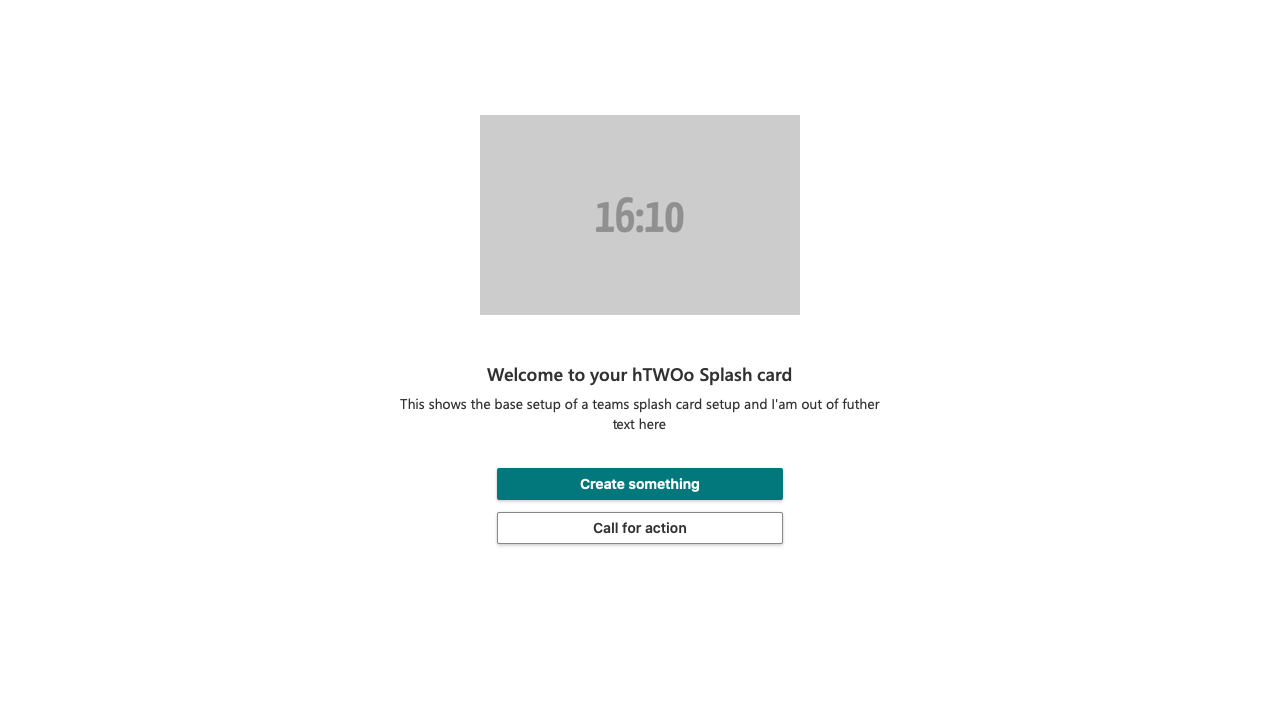 16:10
Welcome to your hTWOo Splash card
This shows the base setup of a teams splash card setup and I'am out of futher
text here
Create something
Call for action